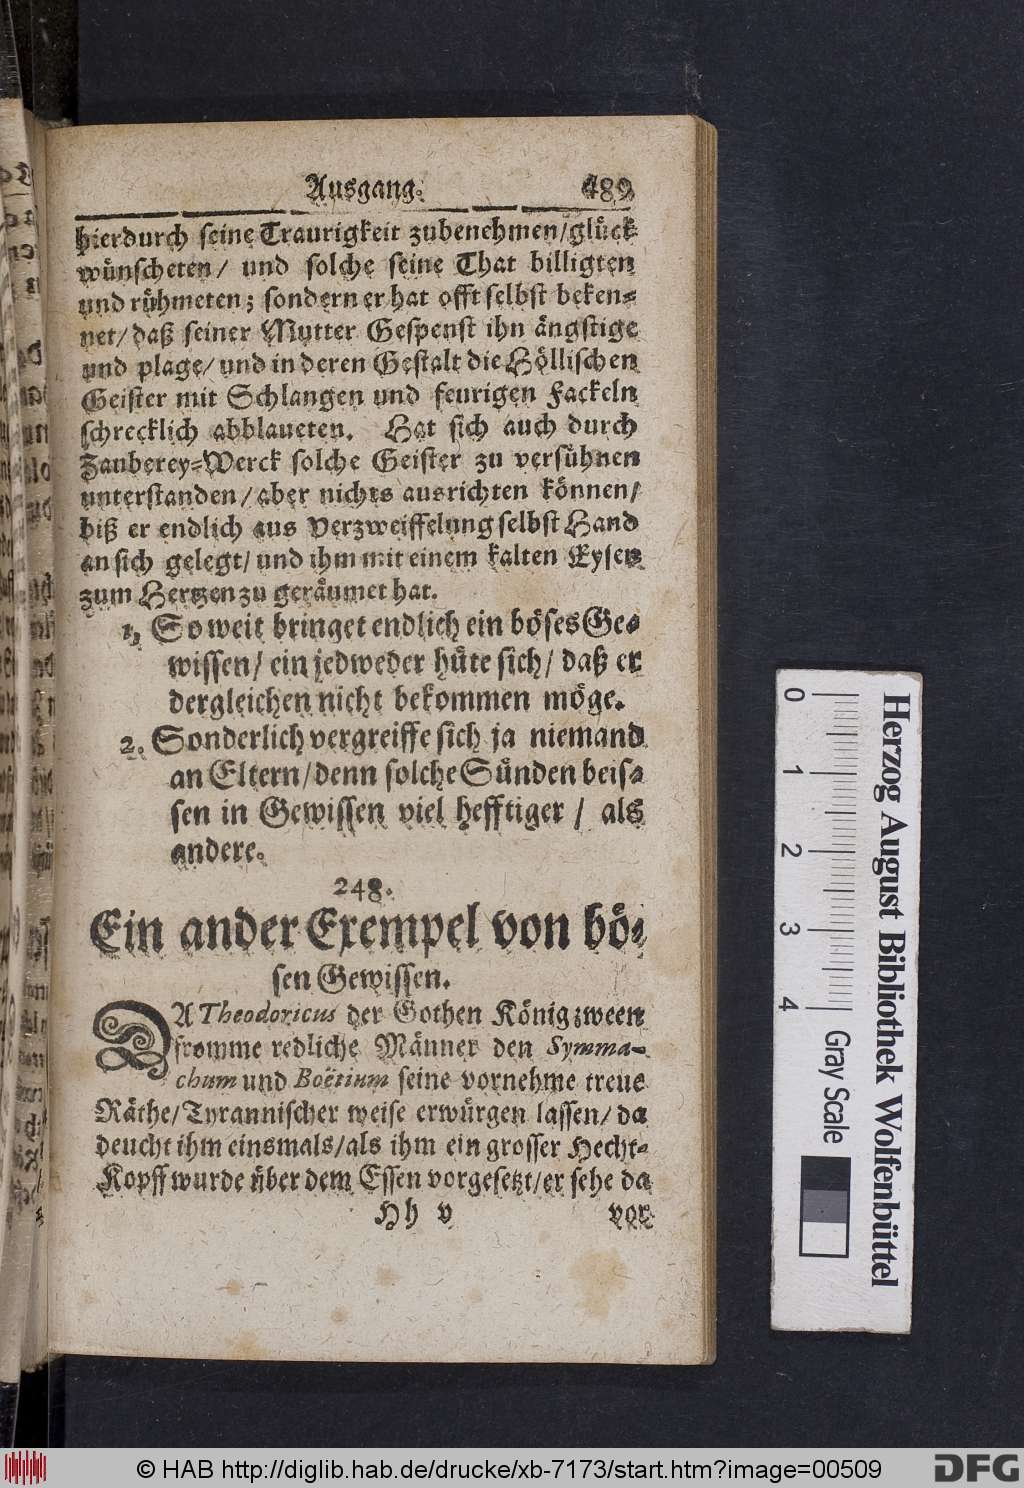 Ausgang. 489
hierdurch seine Traurigkeit zubenehmen/glück
wünscheten/ und solche seine That billigten
und rühmeten; sondern er hat offt selbst beken-
net/ daß seiner Mutter Gespenst ihn ängstige
und plage/ und in deren Gestalt die Höllischen
Geister mit Schlangen und feurigen Fackeln
schrecklich abblaueten. Hat sich auch durch
Zauberey-Werck solche Geister zu versühnen
unterstanden/ aber nichts ausrichten können/
biß er endlich aus Verzweiffelung selbst Hand
an sich gelegt/ und ihm mit einem kalten Eysen
zum Hertzen zu geräumet hat.
1, So weit bringet endlich ein böses Ge-
wissen/ ein jedweder hüte sich/ daß er
dergleichen nicht bekommen möge.
2. Sonderlich vergreiffe sich ja niemand
an Eltern/ denn solche Sünden beis-
sen in Gewissen viel hefftiger / als
andere.
248.
Ein ander Exempel von bö-
sen Gewissen.
DA Theodoricus der Gothen König zween
fromme redliche Männer den Symma-
chum und Boëtium seine vornehme treue
Räthe/ Tyrannischer weise erwürgen lassen/ da
deucht ihm einsmals/ als ihm ein grosser Hecht-
Kopff wurde über dem Essen vorgesetzt/ er sehe da
Hh v vor
0 1 2 3 4
Gray Scale
Herzog August Bibliothek Wolfenbüttel
© HAB http://diglib.hab.de/drucke/xb-7173/start.htm?image=00509
DFG